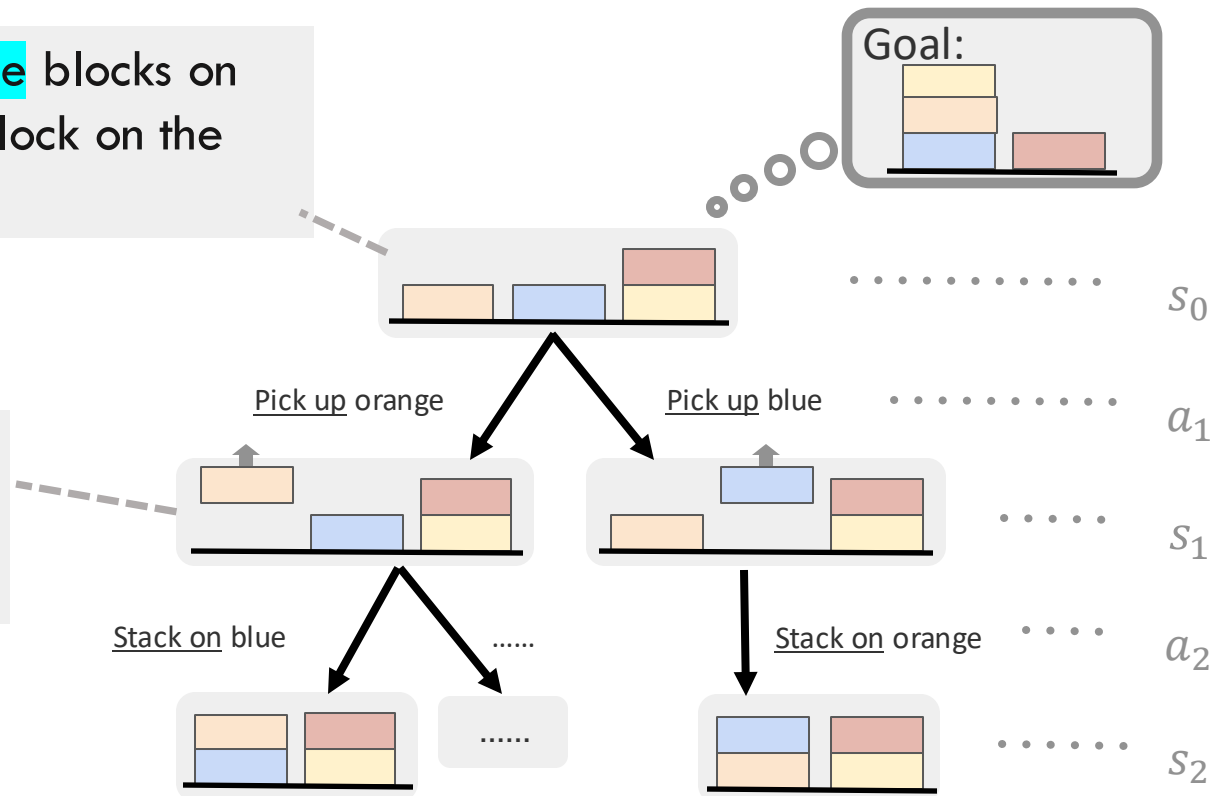 e blocks on
lock on the
Goal:
s0
Pick up orange
Pick up blue
a1
s1
Stack on blue
......
Stack on orange
a2
......
s2